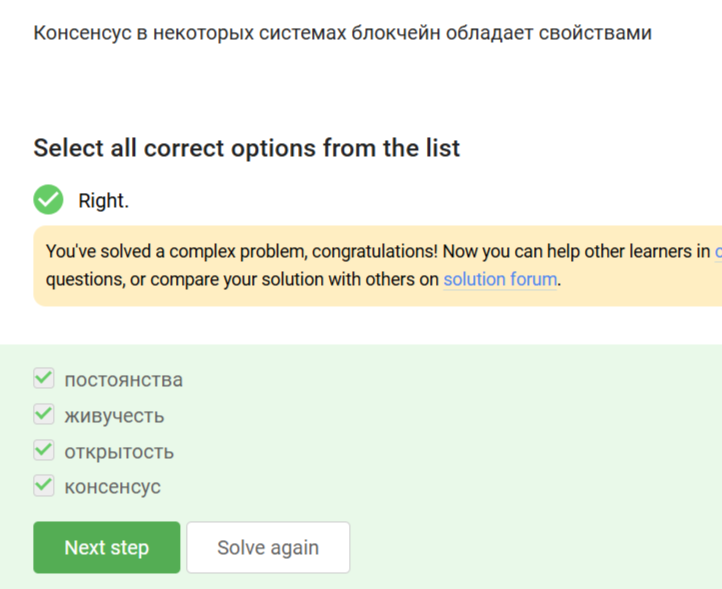 Консенсус в некоторых системах блокчейн обладает свойствами
Select all correct options from the list
Right.
You've solved a complex problem, congratulations! Now you can help other learners in
questions, or compare your solution with others on solution forum.
постоянства
живучесть
открытость
консенсус
Next step
Solve again